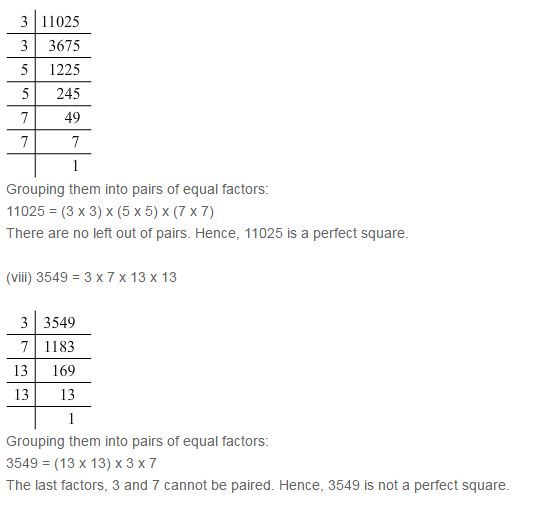 3 11025
3 3675
5 1225
5 245
7 49
7 7
1
Grouping them into pairs of equal factors:
11025 = (3 x 3) x (5 x 5) x (7 x 7)
There are no left out of pairs. Hence, 11025 is a perfect square.
(viii) 3549 = 3 x 7 x 13 x 13
3 3549
7 1183
13 169
13 13
1
Grouping them into pairs of equal factors:
3549 = (13 x 13) x 3 x 7
The last factors, 3 and 7 cannot be paired. Hence, 3549 is not a perfect square.